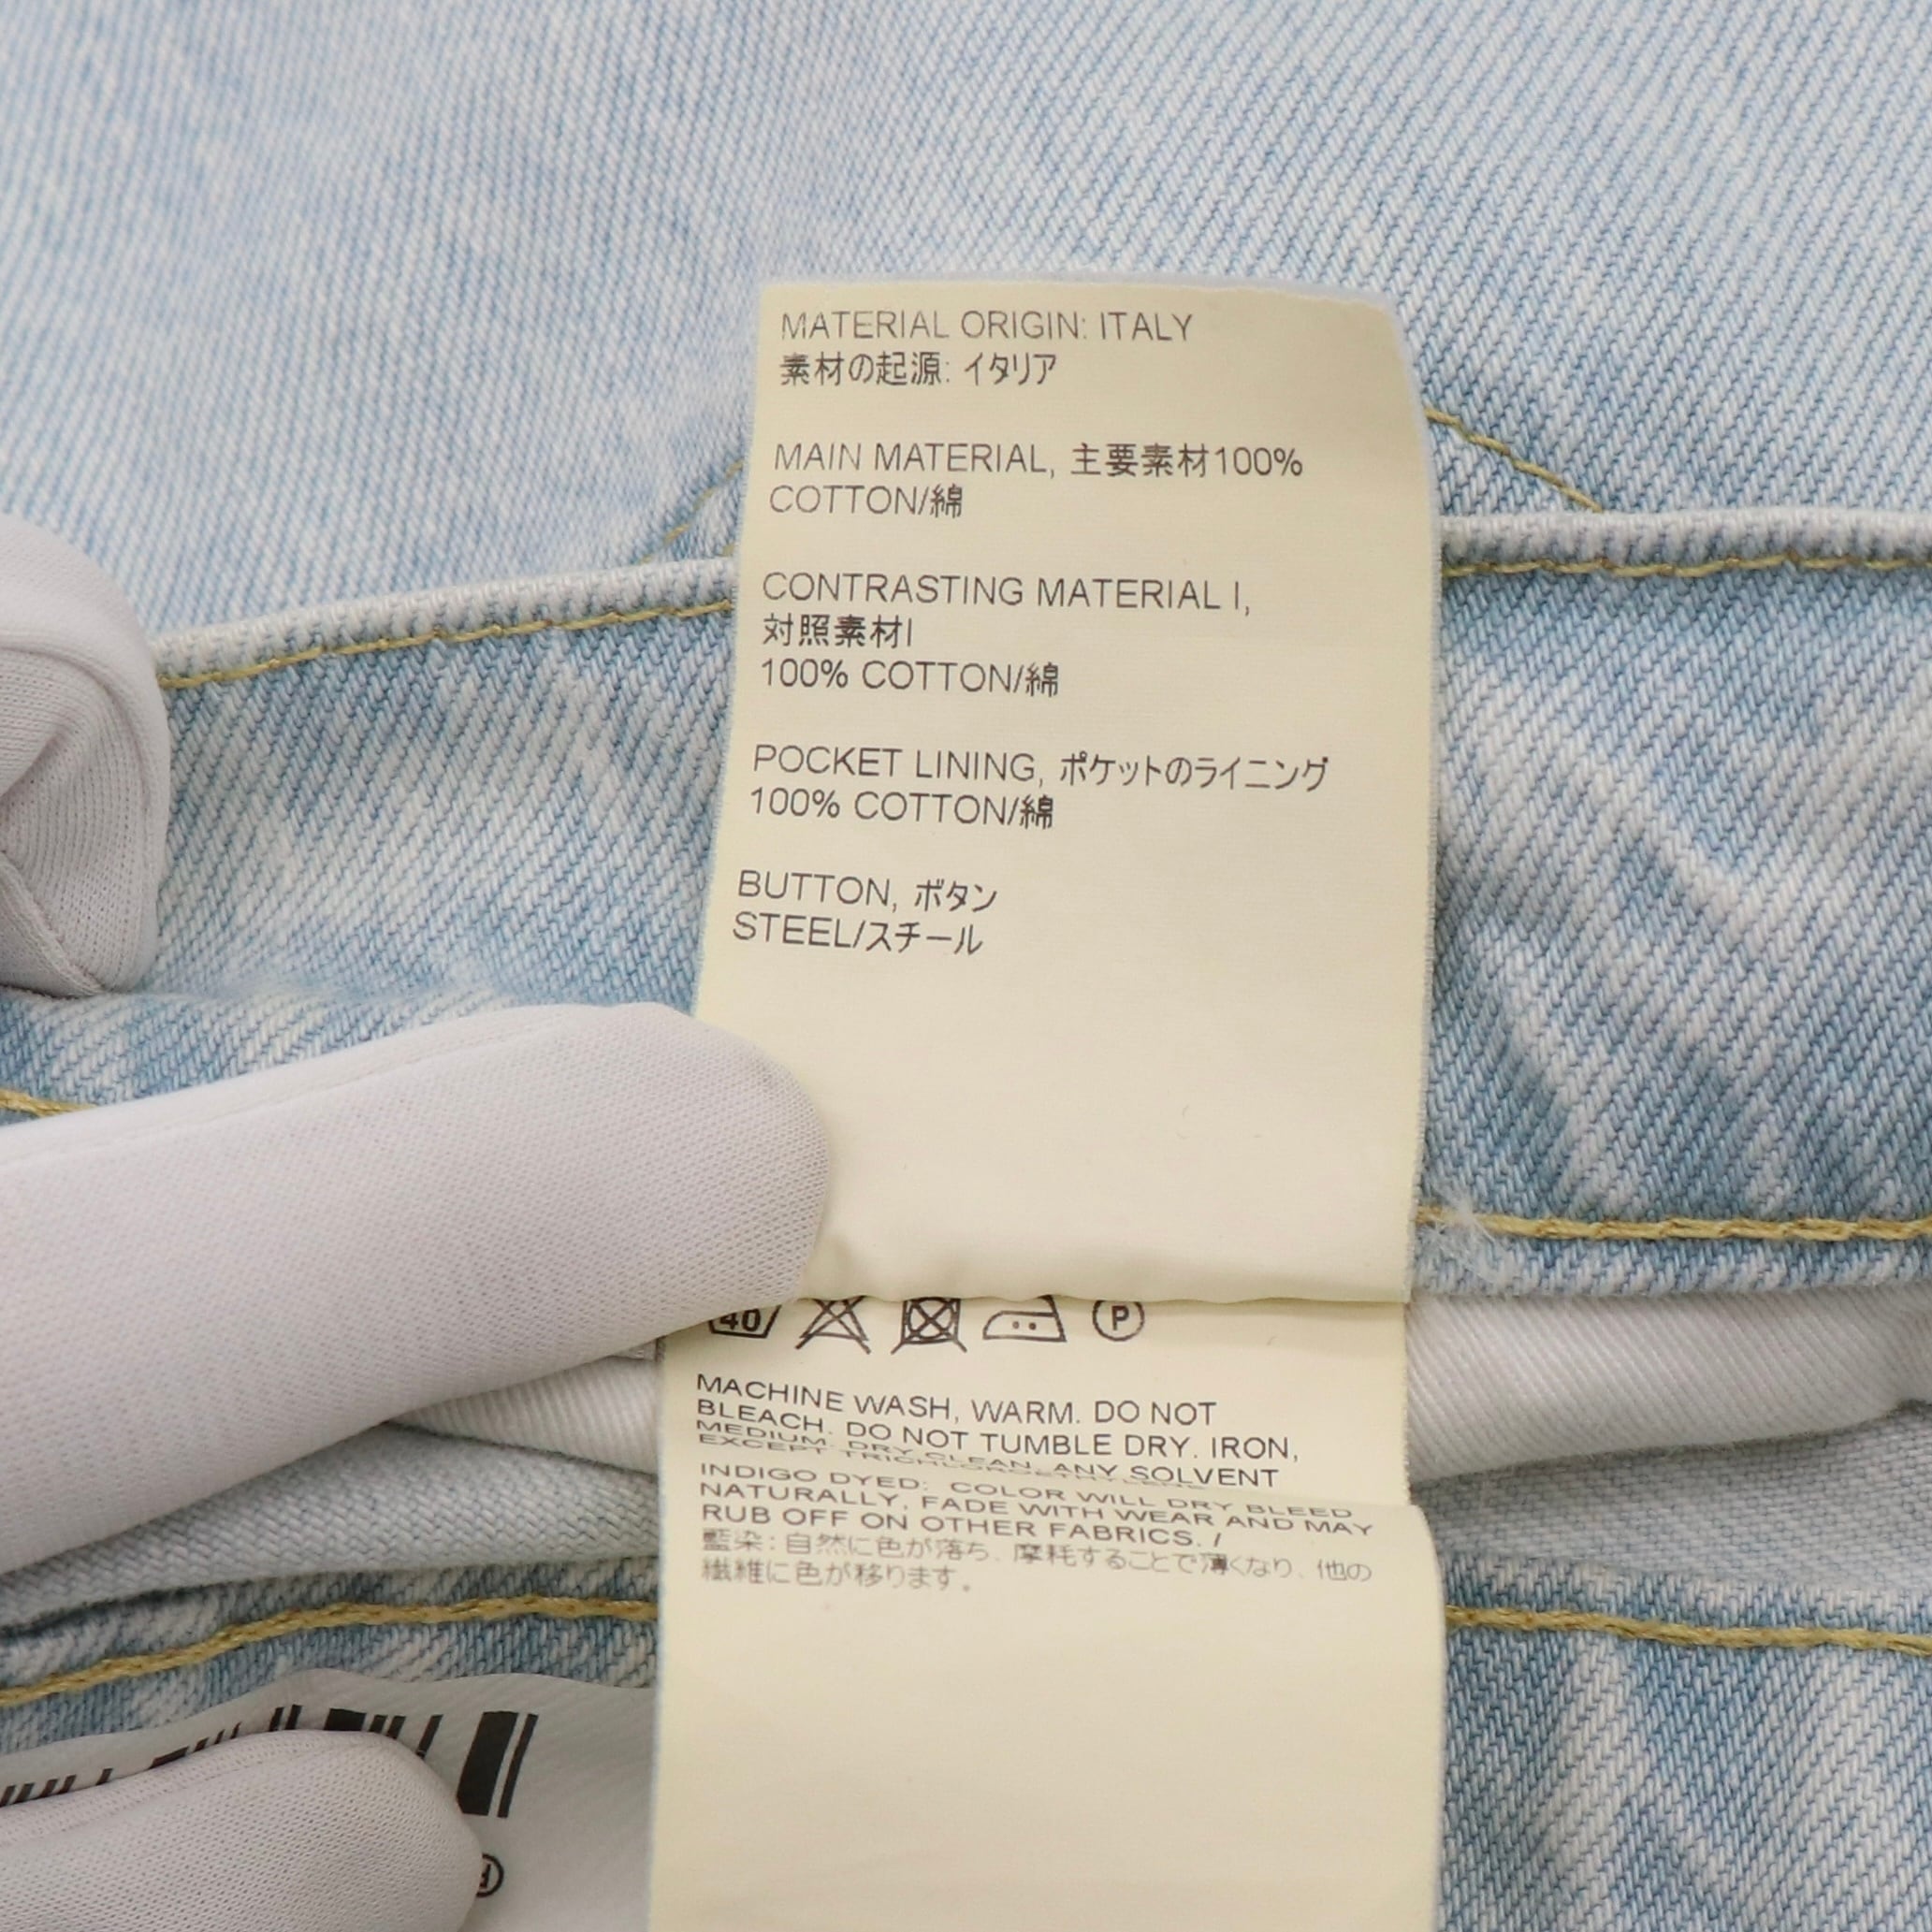 MATERIAL ORIGIN: ITALY
素材の起源: イタリア
MAIN MATERIAL, 主要素材100%
COTTON/綿
CONTRASTING MATERIAL I,
対照素材I
100% COTTON/綿
POCKET LINING, ポケットのライニング
100% COTTON/綿
BUTTON, ボタン
STEEL/スチール
40
P
MACHINE WASH, WARM. DO NOT
BLEACH. DO NOT TUMBLE DRY. IRON,
MEDIUM. DRY CLEAN, ANY SOLVENT
EXCEPT TRICHLOROETHYLENE
INDIGO DYED: COLOR WILL DRY BLEED
NATURALLY, FADE WITH WEAR AND MAY
RUB OFF ON OTHER FABRICS. /
藍染：自然に色が落ち、摩耗することで薄くなり、他の
繊維に色が移ります。